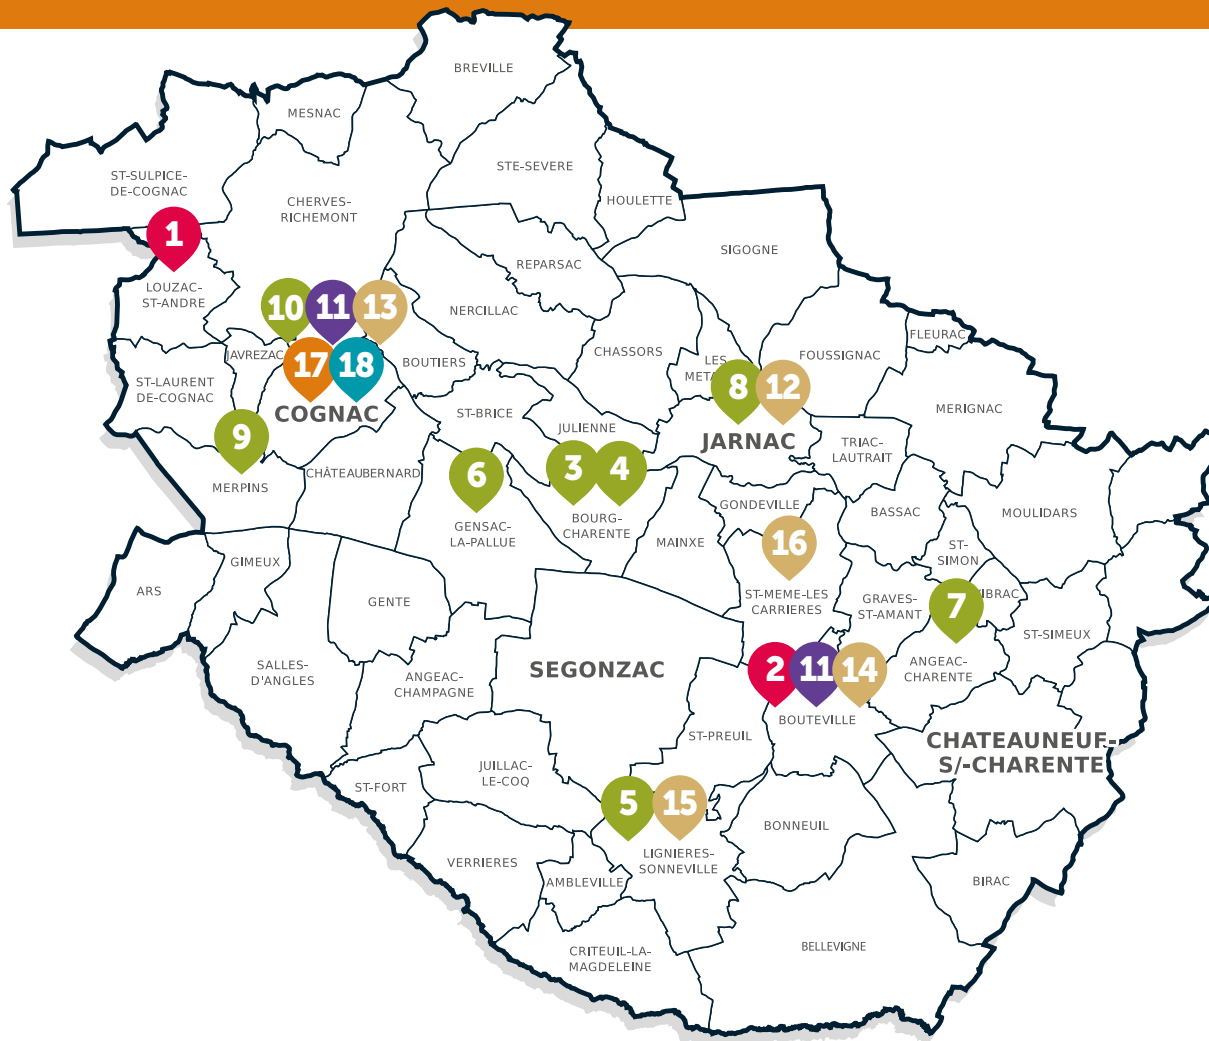 BREVILLE
MESNAC
STE-SEVERE
ST-SULPICE-
DE-COGNAC
HOULETTE
CHERVES-
RICHEMONT
1
SIGOGNE
REPARSAC
LOUZAC-
ST-ANDRE
10 11 13
NERCILLAC
FLEURAC
JAVREZAC
17 18
BOUTIERS
CHASSORS
LES
FOUSSIGNAC
ST-LAURENT
DE-COGNAC
8 12
COGNAC
ST-BRICE
MERIGNAC
JULIENNE
JARNAC
9
TRIAC-
LAUTRAIT
MERPINS
CHÂTEAUBERNARD
6
3 4
GONDEVILLE
BASSAC
MOULIDARS
GENSAC-
LA-PALLUE
BOURG-
CHARENTE
MAINXE
16
ST-
SIMON
ARS
GIMEUX
GENTE
ST-MEME-LES
CARRIERES
GRAVES-
ST-AMANT
7
ST-SIMEUX
SALLES-
D'ANGLES
ANGEAC-
CHAMPAGNE
SEGONZAC
2 11 14
ANGEAC-
CHARENTE
BOUTEVILLE
ST-PREUIL
CHATEAUNEUF-
S/-CHARENTE
JUILLAC-
LE-COQ
ST-FORT
5 15
BONNEUIL
VERRIERES
LIGNIERES-
SONNEVILLE
AMBLEVILLE
BIRAC
CRITEUIL-LA-
MAGDELEINE
BELLEVIGNE